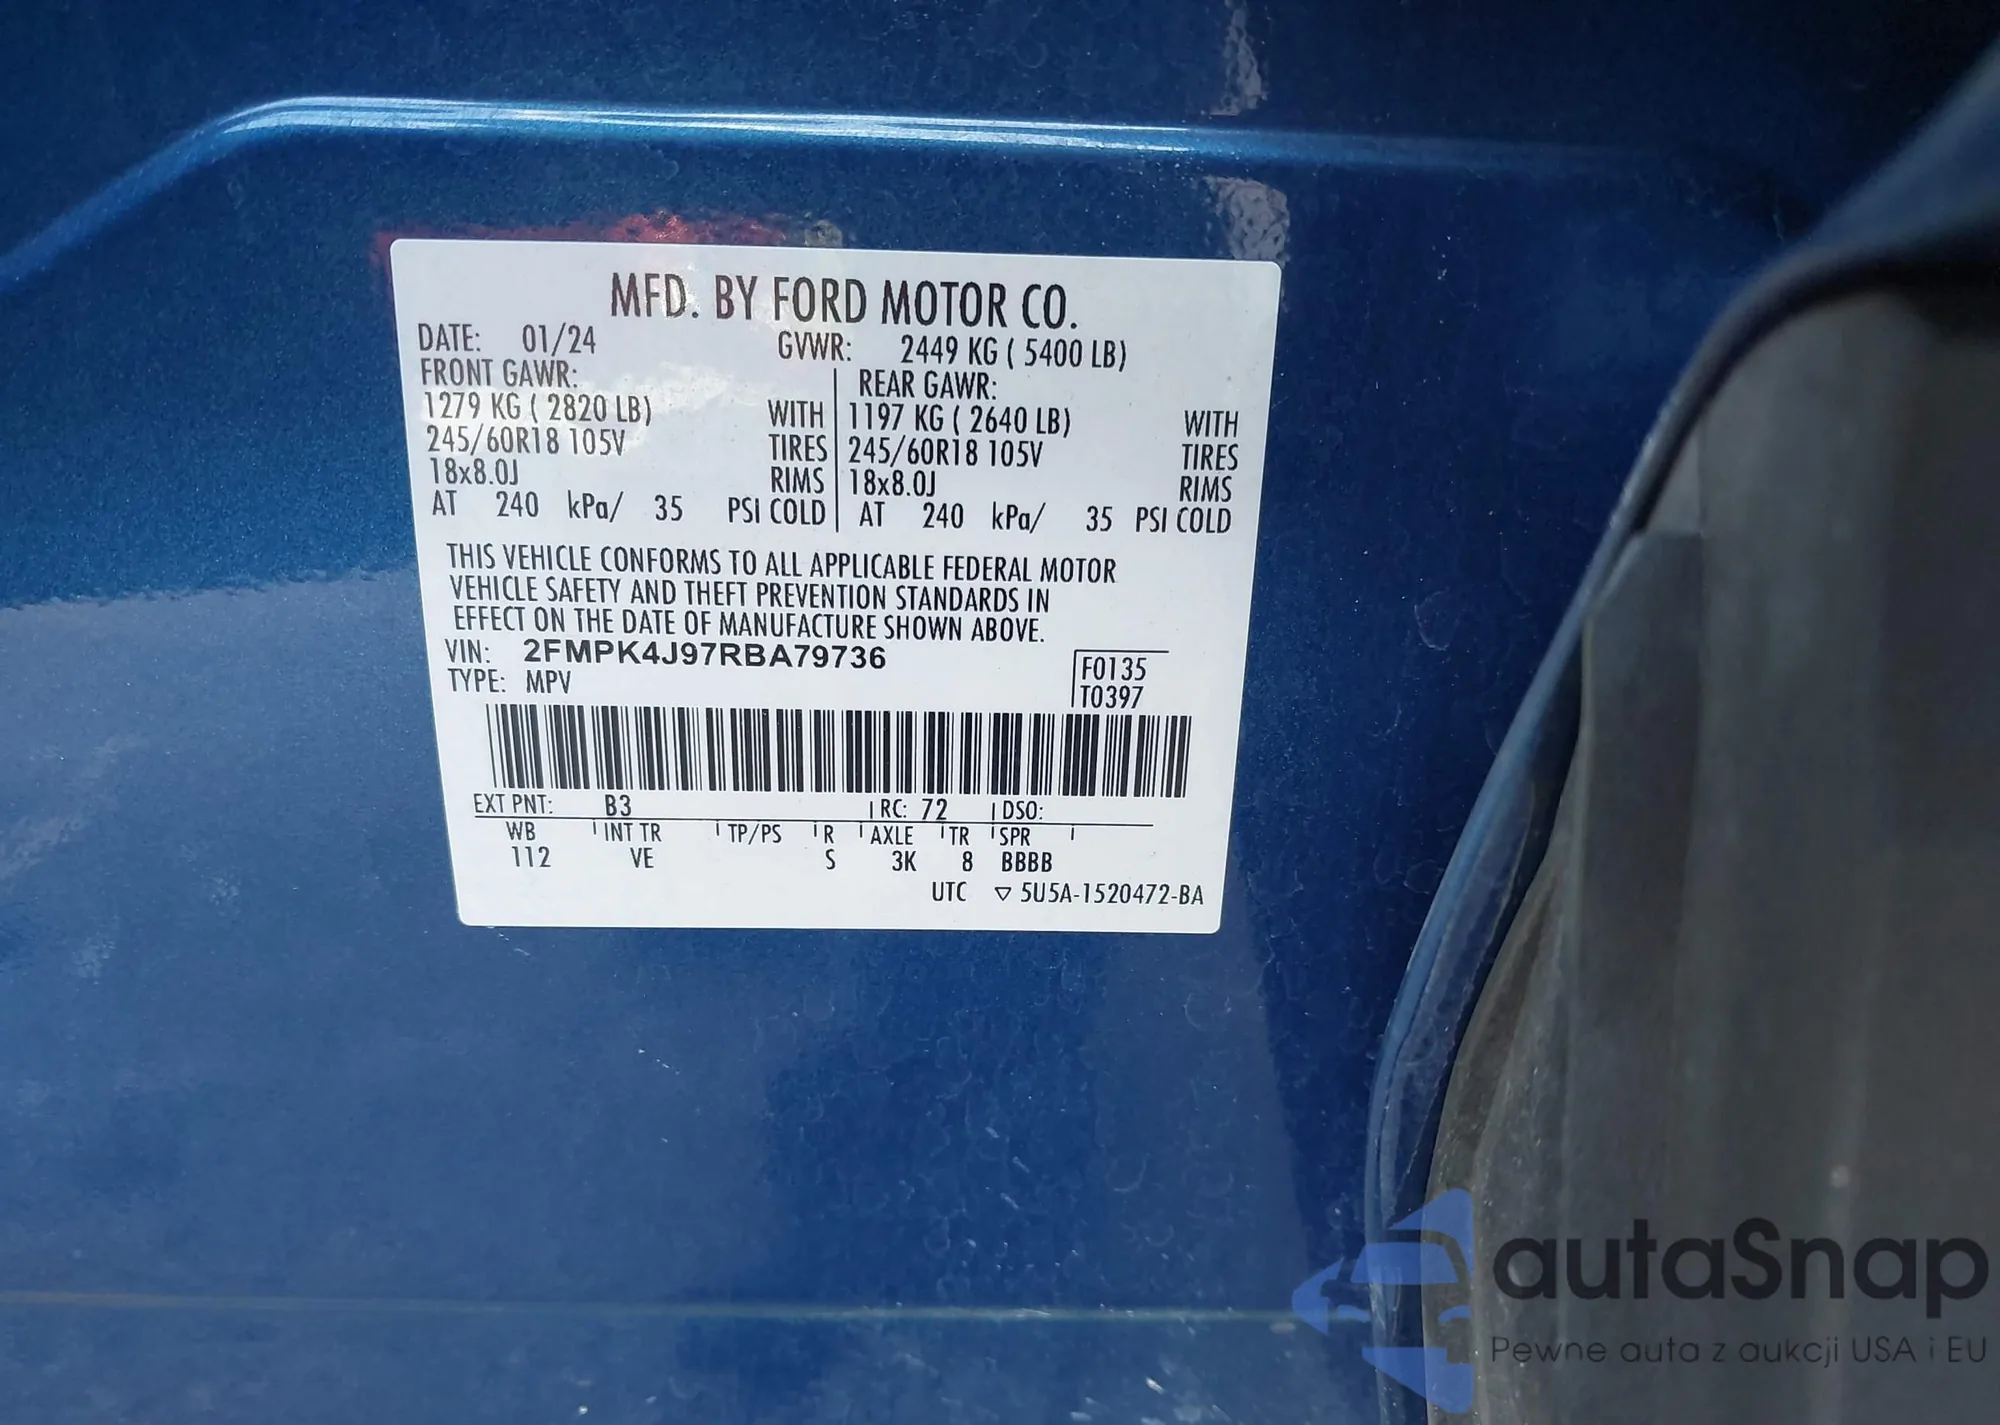 MFD. BY FORD MOTOR CO.
DATE: 01/24 GVWR: 2449 KG ( 5400 LB)
FRONT GAWR: REAR GAWR:
1279 KG ( 2820 LB) WITH 1197 KG ( 2640 LB) WITH
245/60R18 105V TIRES 245/60R18 105V TIRES
18x8.0J RIMS 18x8.0J RIMS
AT 240 kPa/ 35 PSI COLD AT 240 kPa/ 35 PSI COLD
THIS VEHICLE CONFORMS TO ALL APPLICABLE FEDERAL MOTOR
VEHICLE SAFETY AND THEFT PREVENTION STANDARDS IN
EFFECT ON THE DATE OF MANUFACTURE SHOWN ABOVE.
VIN: 2FMPK4J97RBA79736
F0135
TYPE: MPV
T0397
EXT PNT: B3 RC: 72 DSO:
WB INT TR TP/PS R AXLE TR SPR
112 VE S 3K 8 BBBB
UTC ▽ 5U5A-1520472-BA
autaSnap
Pewne auta z aukcji USA i EU